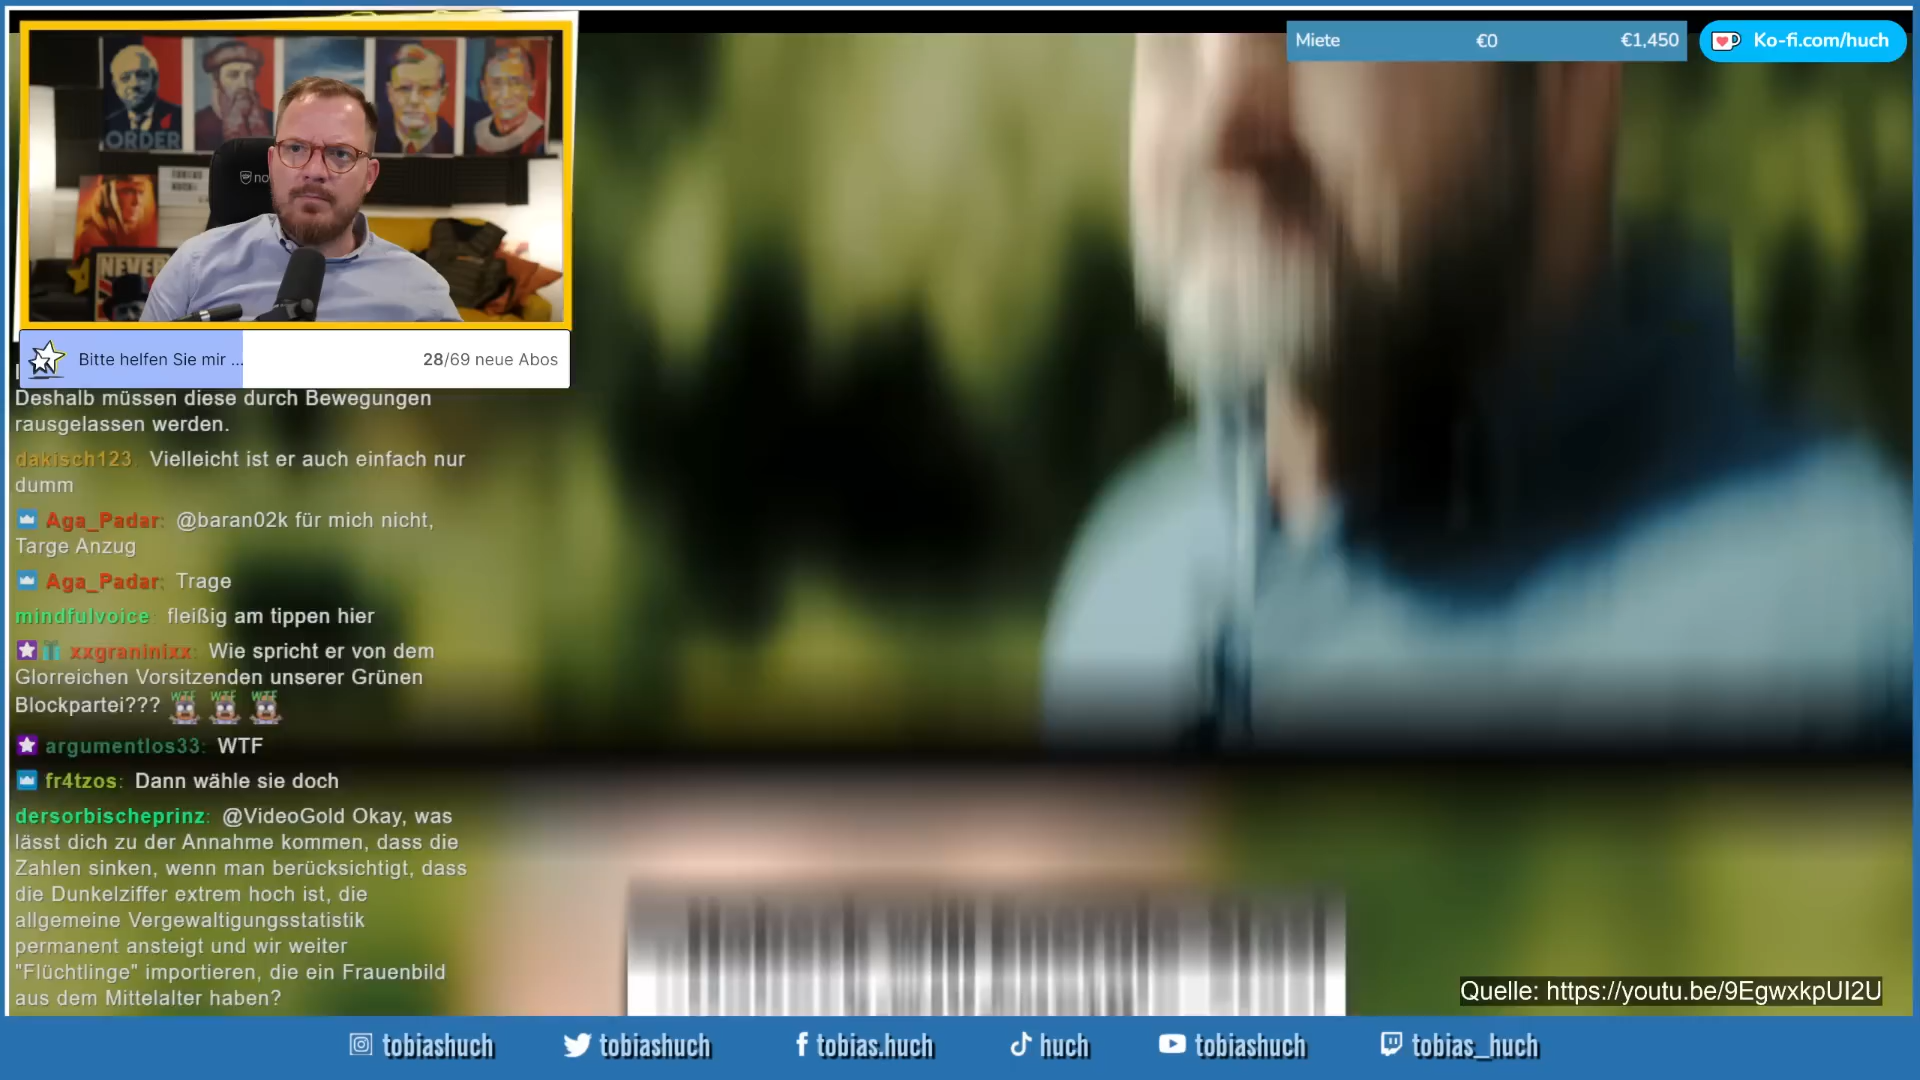 Miete €0 €1,450
Ko-fi.com/huch
ORDER
NEVER
Bitte helfen Sie mir ... 28/69 neue Abos
Deshalb müssen diese durch Bewegungen
rausgelassen werden.
dakisch123: Vielleicht ist er auch einfach nur
dumm
Aga_Padar: @baran02k für mich nicht,
Targe Anzug
Aga_Padar: Trage
mindfulvoice: fleißig am tippen hier
xxgraninixx: Wie spricht er von dem
Glorreichen Vorsitzenden unserer Grünen
Blockpartei??? WTF WTF WTF
argumentlos33: WTF
fr4tzos: Dann wähle sie doch
dersorbischeprinz: @VideoGold Okay, was
lässt dich zu der Annahme kommen, dass die
Zahlen sinken, wenn man berücksichtigt, dass
die Dunkelziffer extrem hoch ist, die
allgemeine Vergewaltigungsstatistik
permanent ansteigt und wir weiter
"Flüchtlinge" importieren, die ein Frauenbild
aus dem Mittelalter haben?
Quelle: https://youtu.be/9EgwxkpUI2U
tobiashuch tobiashuch tobias.huch huch tobiashuch tobias_huch